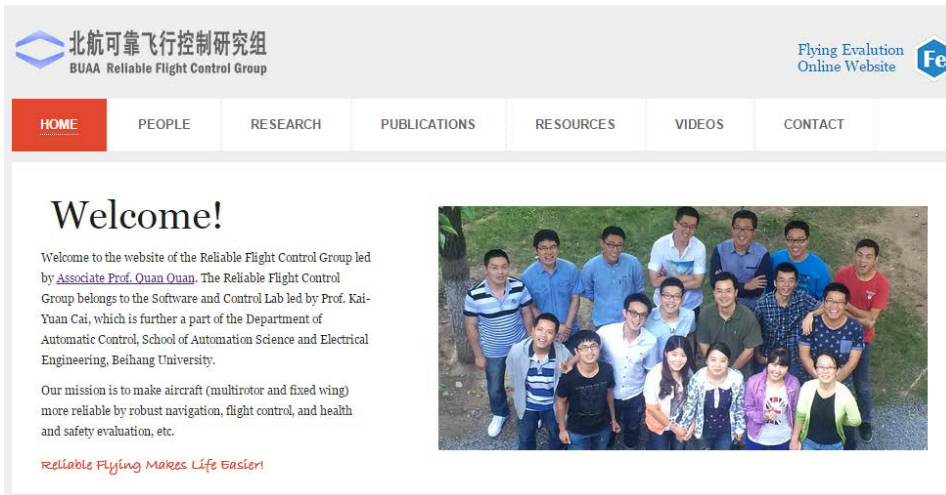 北航可靠飞行控制研究组
BUAA Reliable Flight Control Group
Flying Evalution
Online Website
Fe
HOME PEOPLE RESEARCH PUBLICATIONS RESOURCES VIDEOS CONTACT
Welcome!
Welcome to the website of the Reliable Flight Control Group led
by Associate Prof. Quan Quan. The Reliable Flight Control
Group belongs to the Software and Control Lab led by Prof. Kai-
Yuan Cai, which is further a part of the Department of
Automatic Control, School of Automation Science and Electrical
Engineering, Beihang University.
Our mission is to make aircraft (multirotor and fixed wing)
more reliable by robust navigation, flight control, and health
and safety evaluation, etc.
Reliable Flying Makes Life Easier!